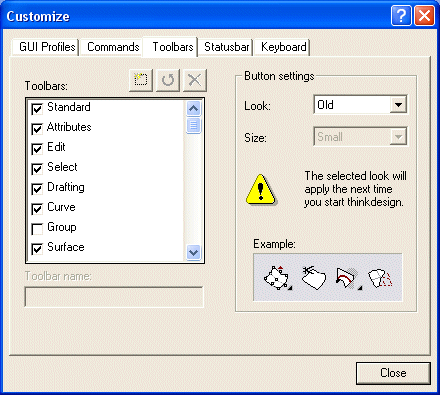 Customize
GUI Profiles Commands Toolbars Statusbar Keyboard
Toolbars:
Standard
Attributes
Edit
Select
Drafting
Curve
Group
Surface
Toolbar name:
Button settings
Look: Old
Size: Small
The selected look will
apply the next time
you start thinkdesign.
Example:
Close